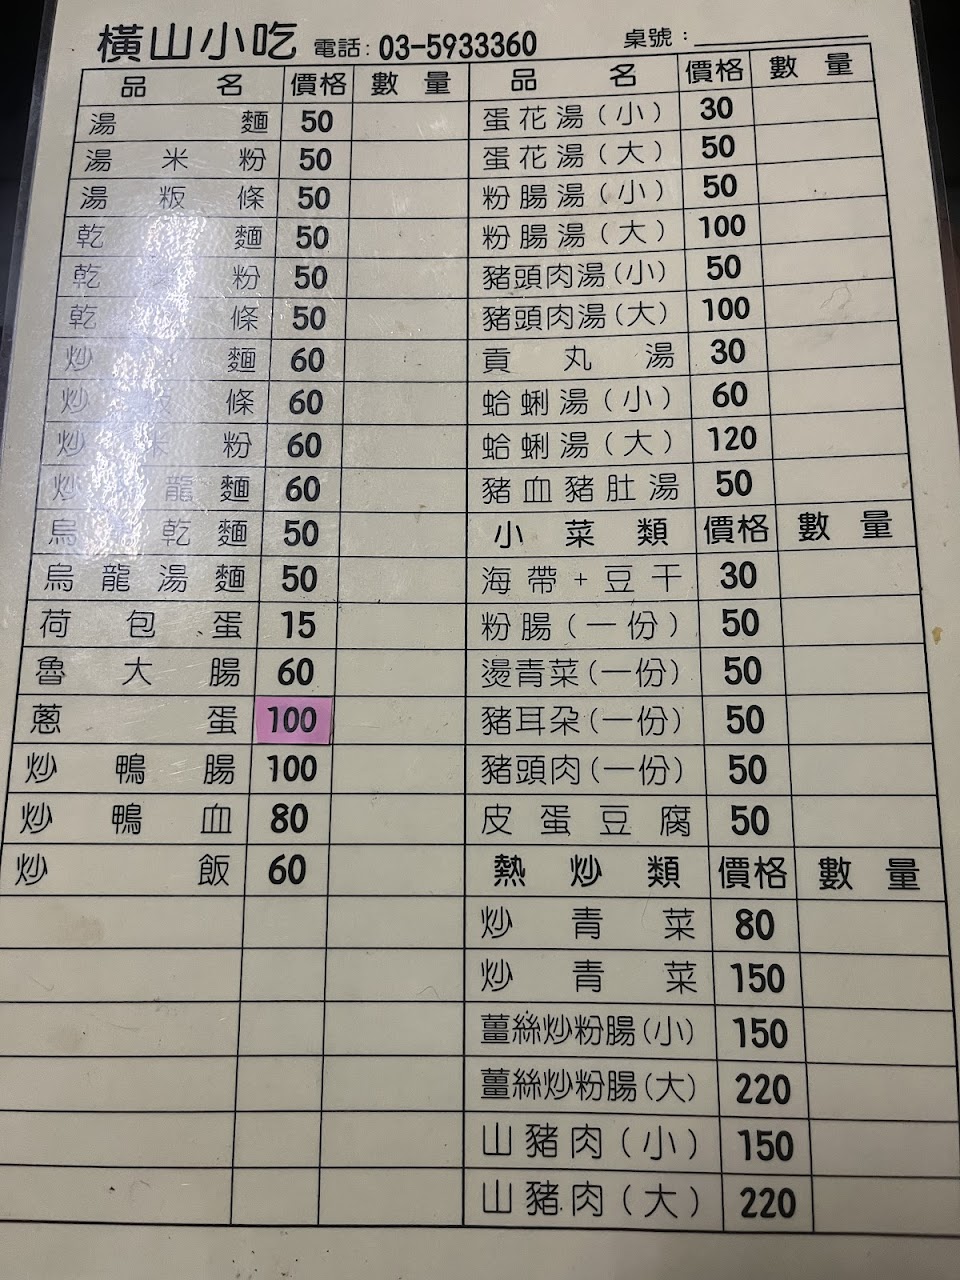 橫山小吃 電話: 03-5933360 桌號:
品名 價格 數量
湯麵 50
湯米粉 50
湯粄條 50
乾麵 50
乾 粉 50
乾 條 50
炒 麵 60
炒粄條 60
炒米粉 60
炒 龍麵 60
烏 乾麵 50
烏龍湯麵 50
荷包蛋 15
魯大腸 60
蔥蛋 100
炒鴨腸 100
炒鴨血 80
炒飯 60
品名 價格 數量
蛋花湯(小) 30
蛋花湯(大) 50
粉腸湯(小) 50
粉腸湯(大) 100
豬頭肉湯(小) 50
豬頭肉湯(大) 100
貢丸湯 30
蛤蜊湯(小) 60
蛤蜊湯(大) 120
豬血豬肚湯 50
小菜類 價格 數量
海帶+豆干 30
粉腸(一份) 50
燙青菜(一份) 50
豬耳朵(一份) 50
豬頭肉(一份) 50
皮蛋豆腐 50
熱炒類 價格 數量
炒青菜 80
炒青菜 150
薑絲炒粉腸(小) 150
薑絲炒粉腸(大) 220
山豬肉(小) 150
山豬肉(大) 220